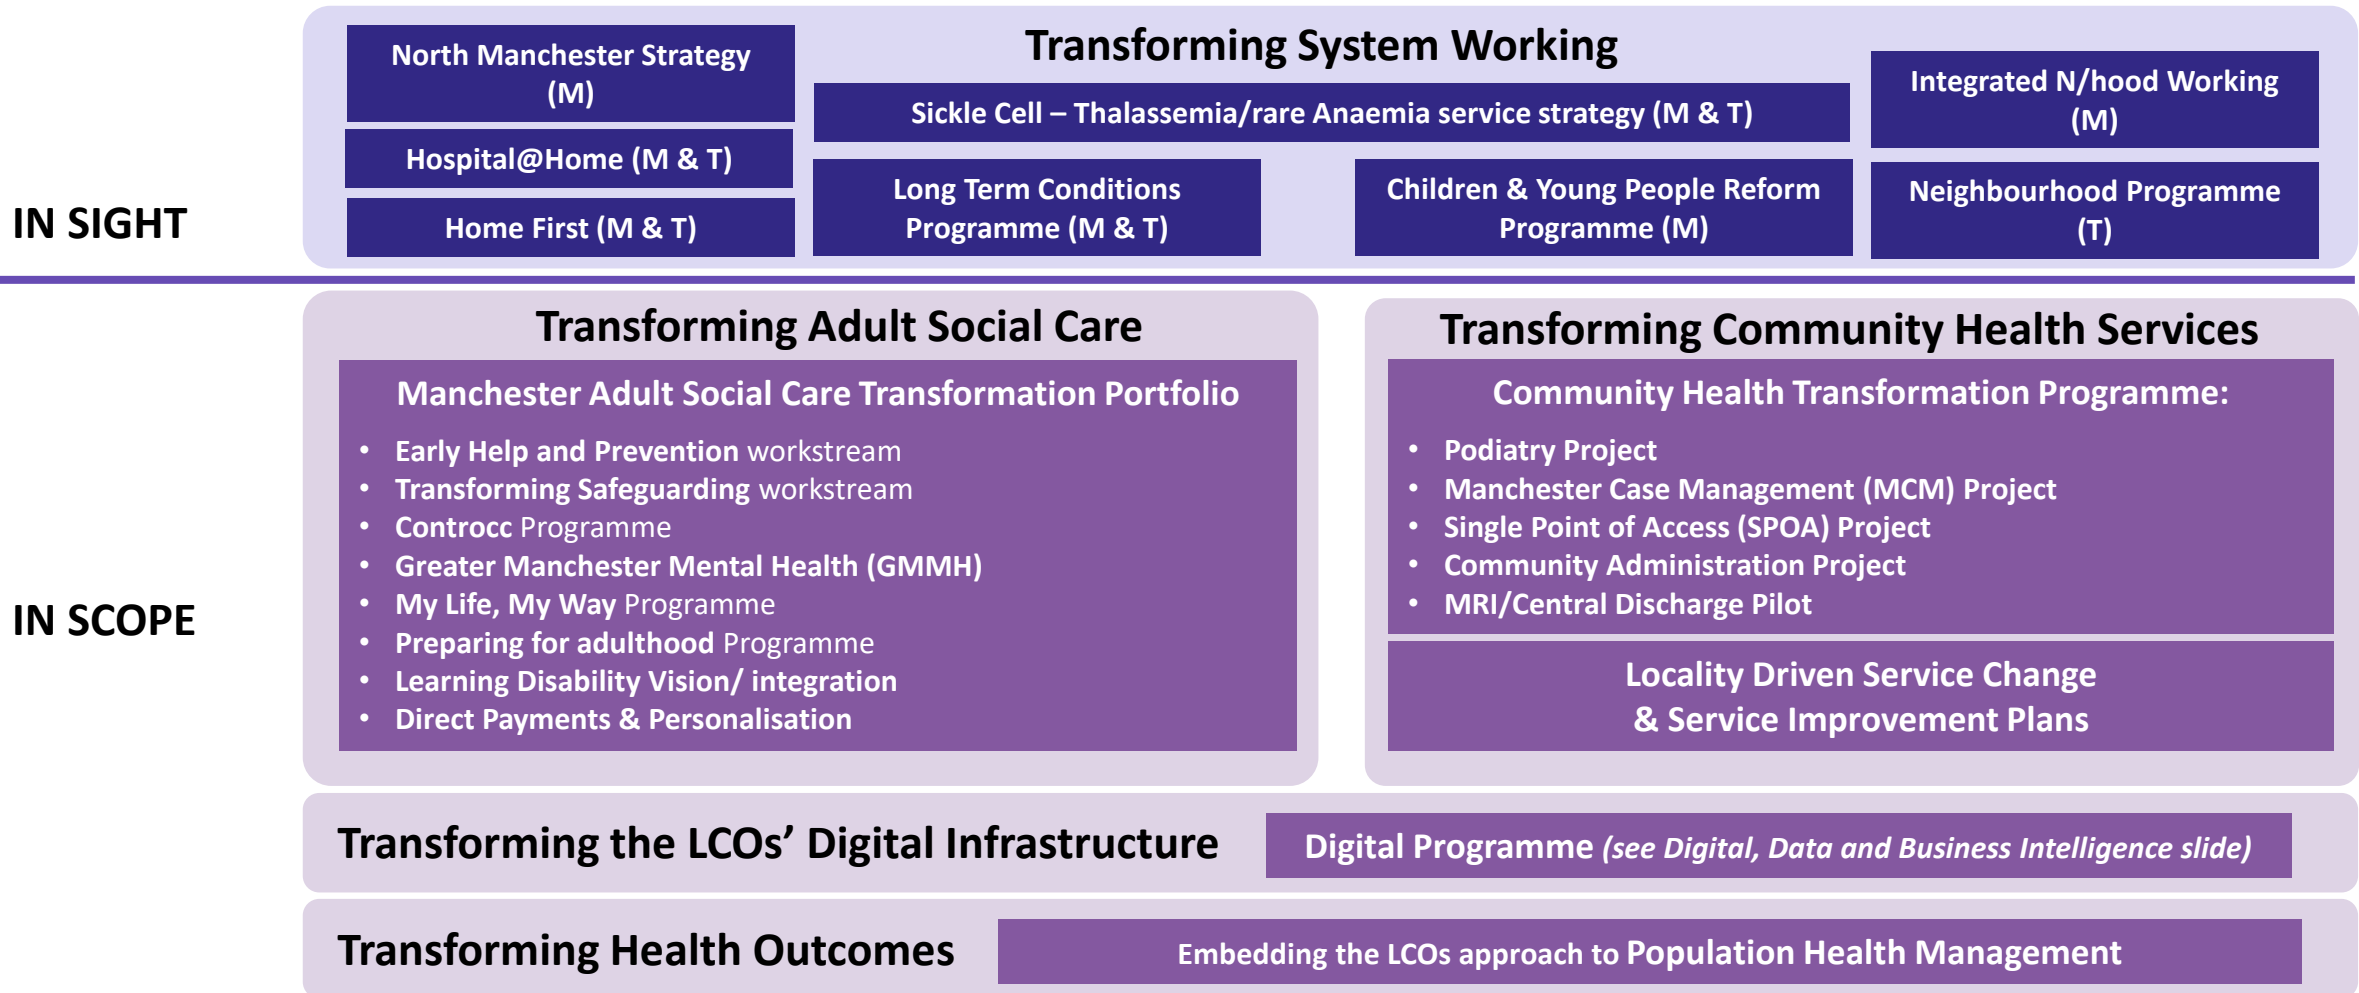 Transforming System Working
North Manchester Strategy
(M)
Hospital@Home (M & T)
Home First (M & T)
Sickle Cell – Thalassemia/rare Anaemia service strategy (M & T)
Long Term Conditions
Programme (M & T)
Children & Young People Reform
Programme (M)
Integrated N/hood Working
(M)
Neighbourhood Programme
(T)
IN SIGHT
IN SCOPE
Transforming Adult Social Care
Manchester Adult Social Care Transformation Portfolio
• Early Help and Prevention workstream
• Transforming Safeguarding workstream
• Controcc Programme
• Greater Manchester Mental Health (GMMH)
• My Life, My Way Programme
• Preparing for adulthood Programme
• Learning Disability Vision/ integration
• Direct Payments & Personalisation
Transforming Community Health Services
Community Health Transformation Programme:
• Podiatry Project
• Manchester Case Management (MCM) Project
• Single Point of Access (SPOA) Project
• Community Administration Project
• MRI/Central Discharge Pilot
Locality Driven Service Change
& Service Improvement Plans
Transforming the LCOs’ Digital Infrastructure
Digital Programme (see Digital, Data and Business Intelligence slide)
Transforming Health Outcomes
Embedding the LCOs approach to Population Health Management